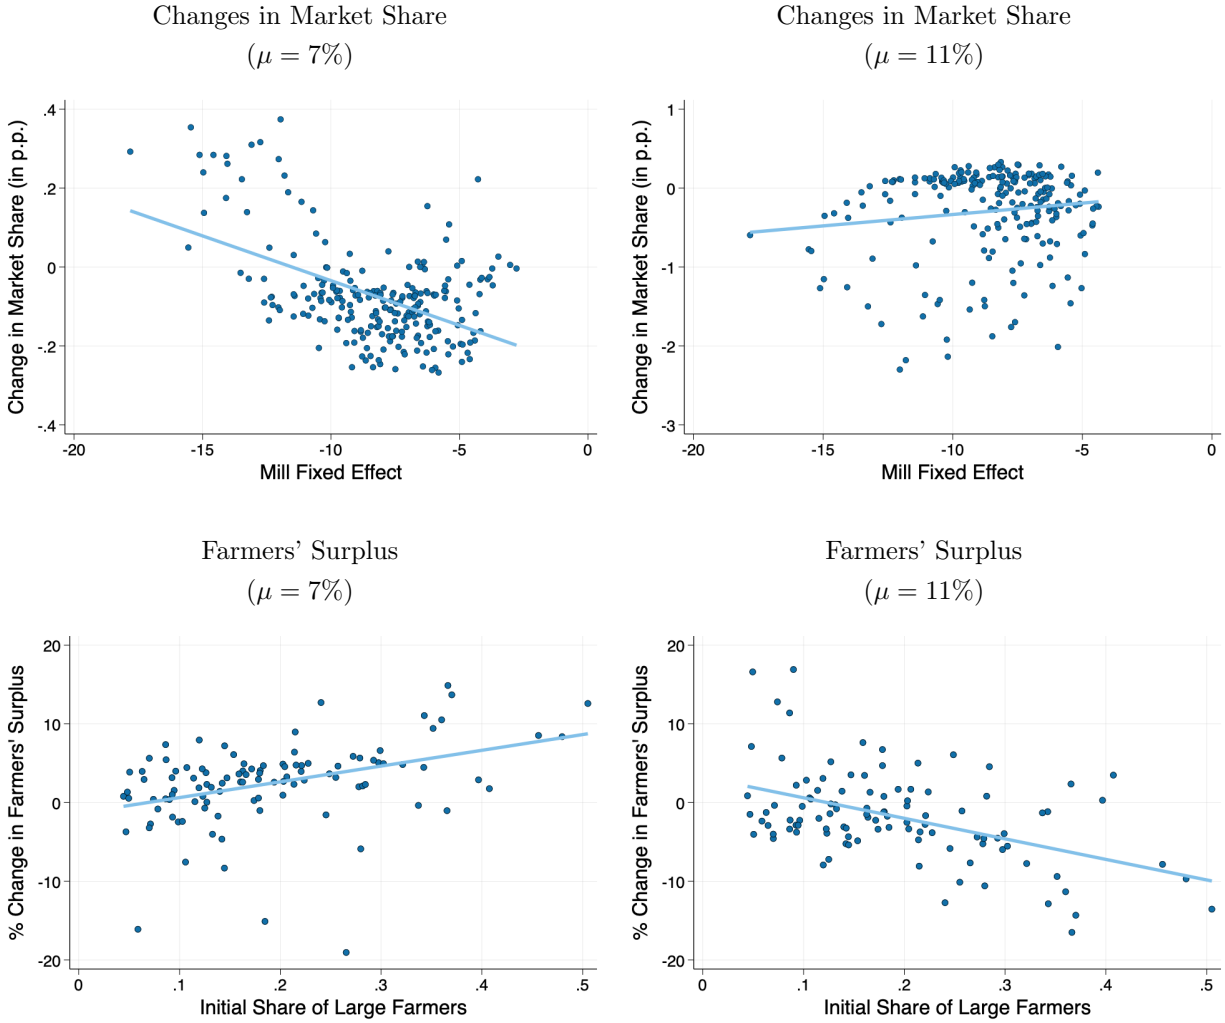 Changes in Market Share
(μ = 7%)
Change in Market Share (in p.p.)
.4
.2
0
-.2
-.4
-20
-15
-10
-5
0
Mill Fixed Effect
Changes in Market Share
(μ = 11%)
Change in Market Share (in p.p.)
1
0
-1
-2
-3
-20
-15
-10
-5
0
Mill Fixed Effect
Farmers' Surplus
(μ = 7%)
% Change in Farmers' Surplus
20
10
0
-10
-20
0
.1
.2
.3
.4
.5
Initial Share of Large Farmers
Farmers' Surplus
(μ = 11%)
% Change in Farmers' Surplus
20
10
0
-10
-20
0
.1
.2
.3
.4
.5
Initial Share of Large Farmers